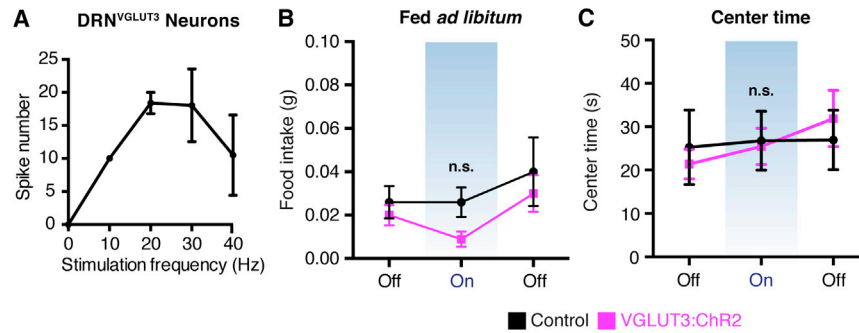 A
DRNVGLUT3 Neurons
Spike number
25
20
15
10
5
0
0 10 20 30 40
Stimulation frequency (Hz)
B
Fed ad libitum
Food intake (g)
0.10
0.08
0.06
0.04
0.02
0.00
n.s.
Off On Off
C
Center time
Center time (s)
50
40
30
20
10
0
n.s.
Off On Off
Control VGLUT3:ChR2